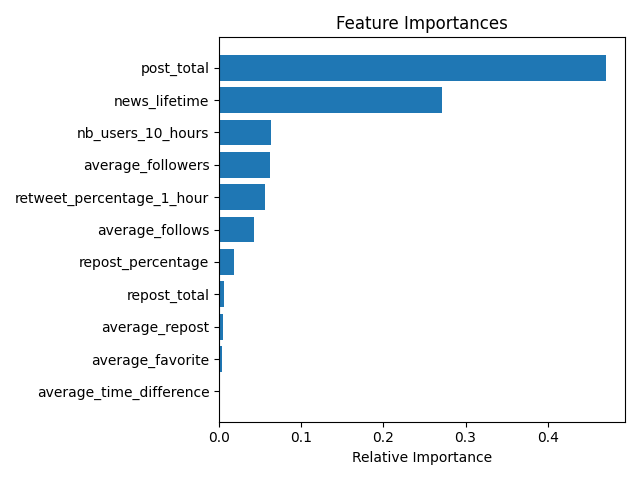 Feature Importances
post_total
news_lifetime
nb_users_10_hours
average_followers
retweet_percentage_1_hour
average_follows
repost_percentage
repost_total
average_repost
average_favorite
average_time_difference
0.0 0.1 0.2 0.3 0.4
Relative Importance